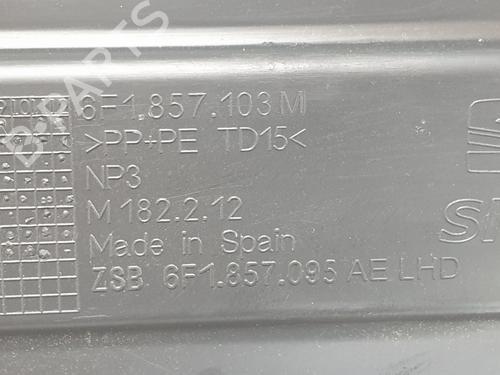 6F1.857.103 M
>PP+PE TD15<
NP3
M 182.2.12
Made in Spain
ZSB 6F1.857.095 AE LHD
B-PARTS